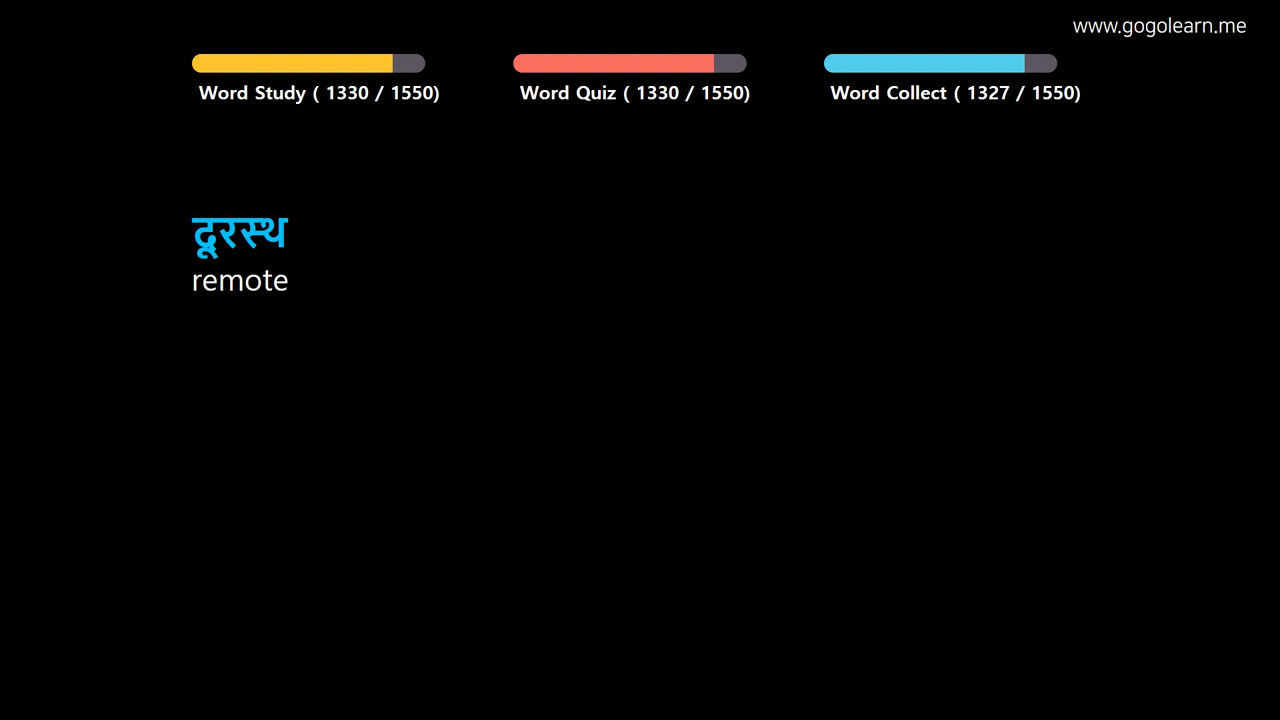 www.gogolearn.me
Word Study ( 1330 / 1550)
Word Quiz ( 1330 / 1550)
Word Collect ( 1327 / 1550)
दूरस्थ
remote